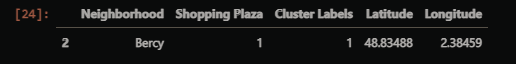 [24]: Neighborhood Shopping Plaza Cluster Labels Latitude Longitude
2 Bercy 1 1 48.83488 2.38459